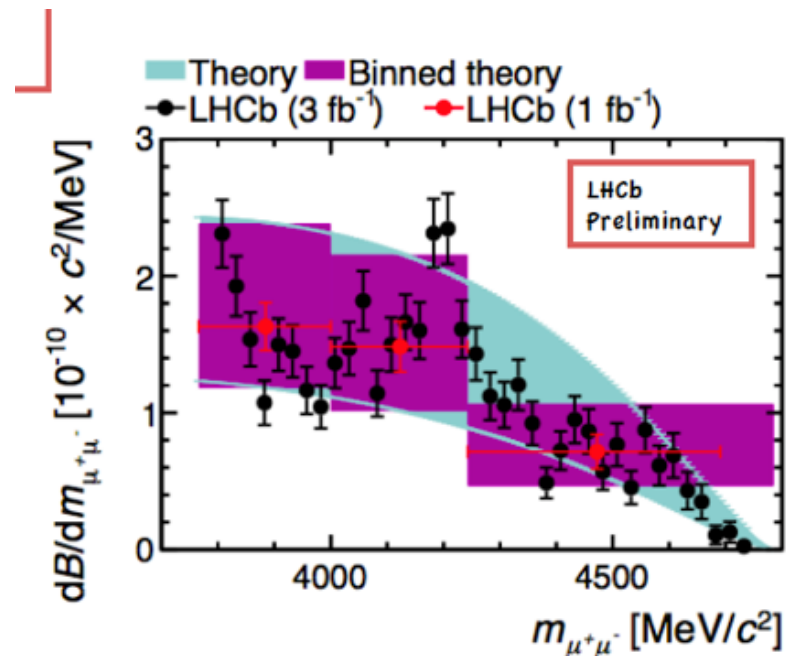 Theory Binned theory
LHCb (3 fb⁻¹) LHCb (1 fb⁻¹)
LHCb
Preliminary
3
2
1
0
dB/dm_μ⁺μ⁻ [10⁻¹⁰ × c²/MeV]
4000 4500
m_μ⁺μ⁻ [MeV/c²]